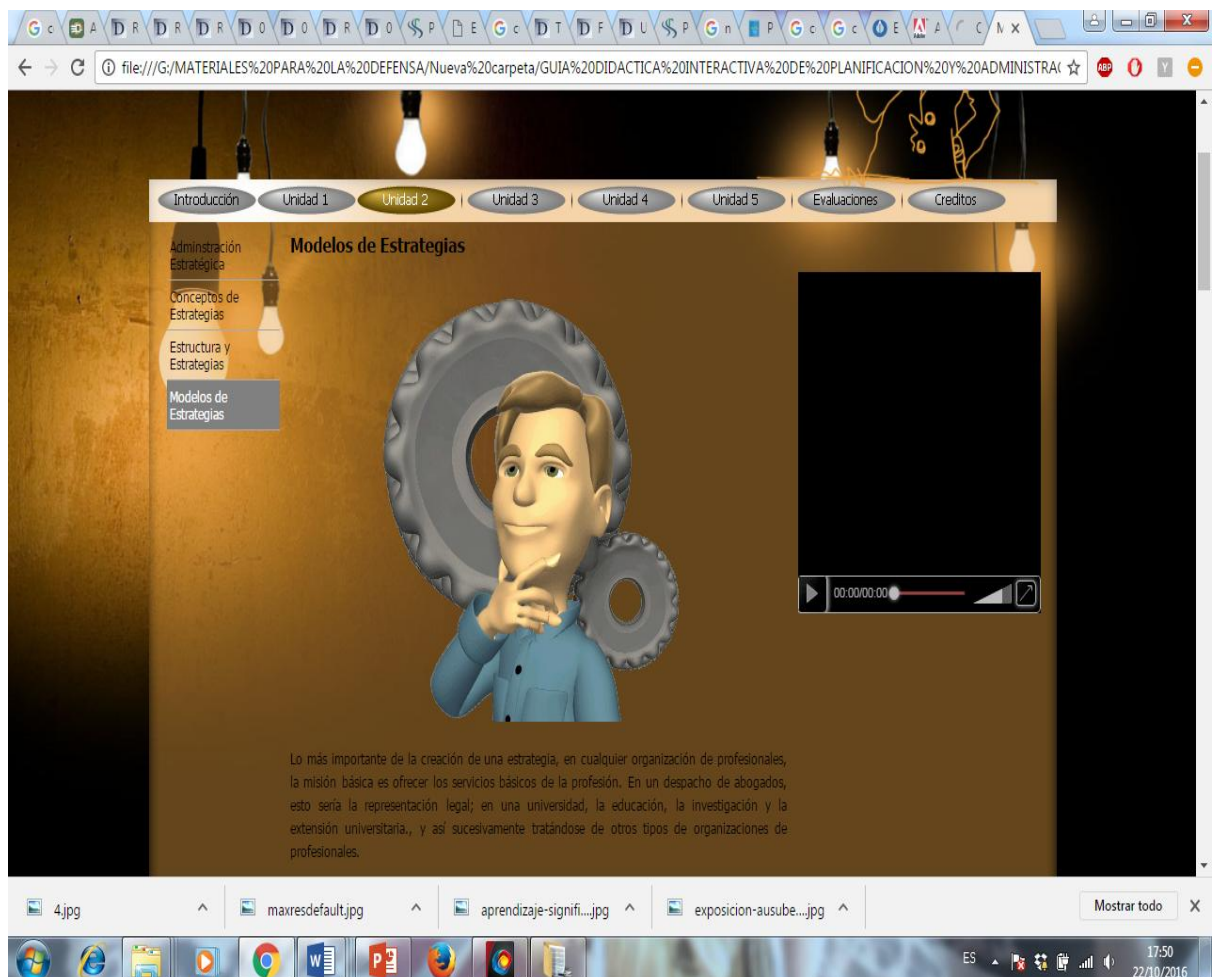 G c A R R R O O R O P E G c T F U P G n P G c G c E A C M
file:///G:/MATERIALES%20PARA%20LA%20DEFENSA/Nueva%20carpeta/GUIA%20DIDACTICA%20INTERACTIVA%20DE%20PLANIFICACION%20Y%20ADMINISTRA
ABP
Introducción Unidad 1 Unidad 2 Unidad 3 Unidad 4 Unidad 5 Evaluaciones Creditos
Adminstración
Estratégica
Conceptos de
Estrategias
Estructura y
Estrategias
Modelos de
Estrategias
Modelos de Estrategias
00:00/00:00
Lo más importante de la creación de una estrategia, en cualquier organización de profesionales,
la misión básica es ofrecer los servicios básicos de la profesión. En un despacho de abogados,
esto sería la representación legal; en una universidad, la educación, la investigación y la
extensión universitaria., y así sucesivamente tratándose de otros tipos de organizaciones de
profesionales.
4.jpg maxresdefault.jpg aprendizaje-signifi....jpg exposicion-ausube....jpg Mostrar todo
ES 17:50
22/10/2016